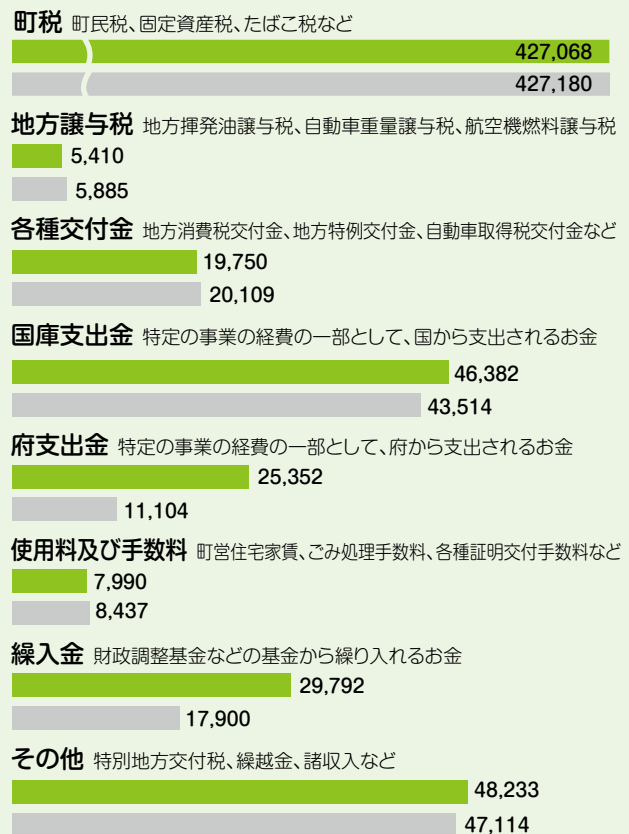 町税 町民税、固定資産税、たばこ税など
427,068
427,180
地方譲与税 地方揮発油譲与税、自動車重量譲与税、航空機燃料譲与税
5,410
5,885
各種交付金 地方消費税交付金、地方特例交付金、自動車取得税交付金など
19,750
20,109
国庫支出金 特定の事業の経費の一部として、国から支出されるお金
46,382
43,514
府支出金 特定の事業の経費の一部として、府から支出されるお金
25,352
11,104
使用料及び手数料 町営住宅家賃、ごみ処理手数料、各種証明交付手数料など
7,990
8,437
繰入金 財政調整基金などの基金から繰り入れるお金
29,792
17,900
その他 特別地方交付税、繰越金、諸収入など
48,233
47,114